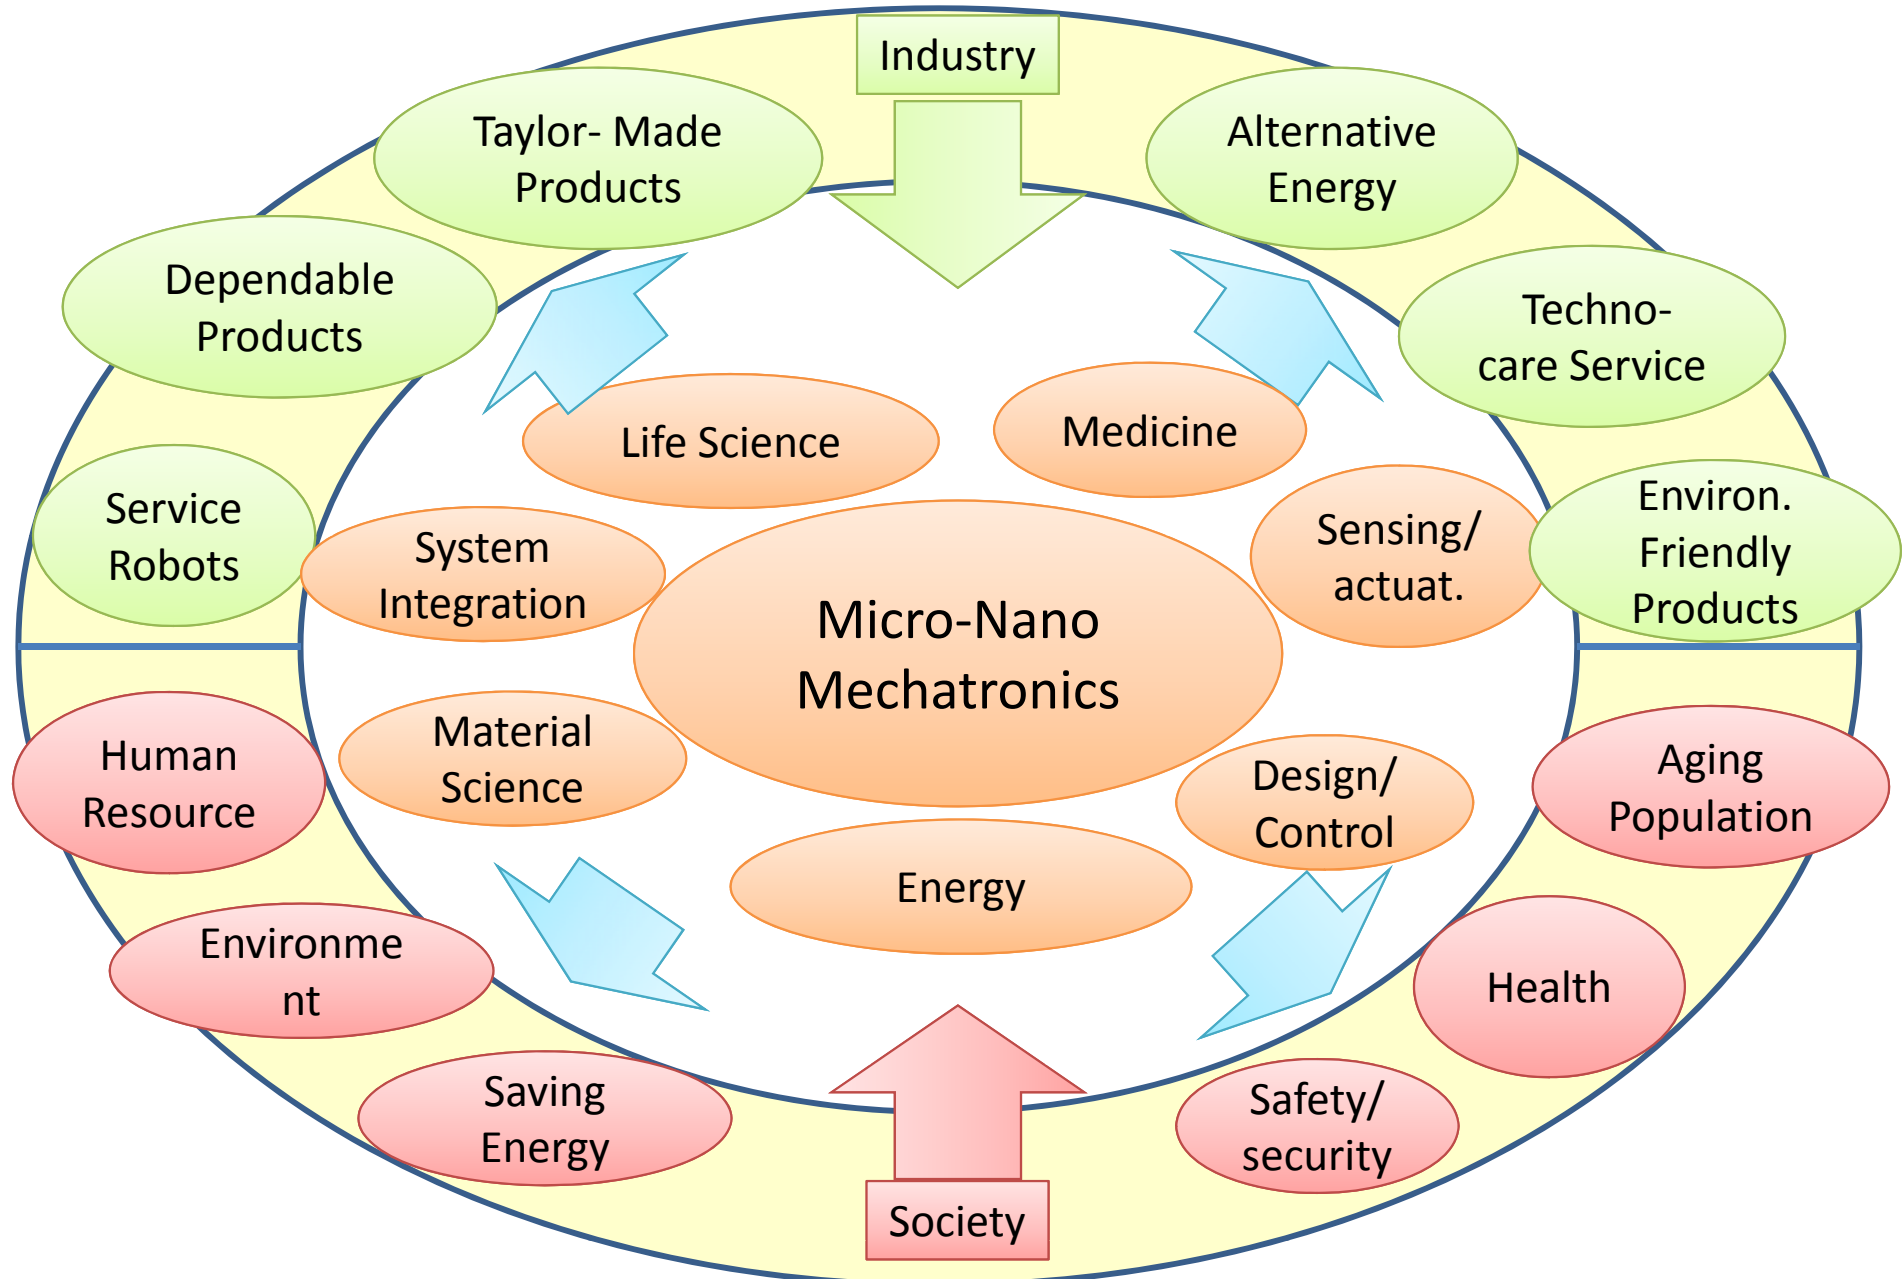 Industry
Taylor- Made
Products
Alternative
Energy
Dependable
Products
Techno-
care Service
Life Science
Medicine
Service
Robots
System
Integration
Sensing/
actuat.
Environ.
Friendly
Products
Micro-Nano
Mechatronics
Human
Resource
Material
Science
Design/
Control
Aging
Population
Energy
Environme
nt
Health
Saving
Energy
Safety/
security
Society